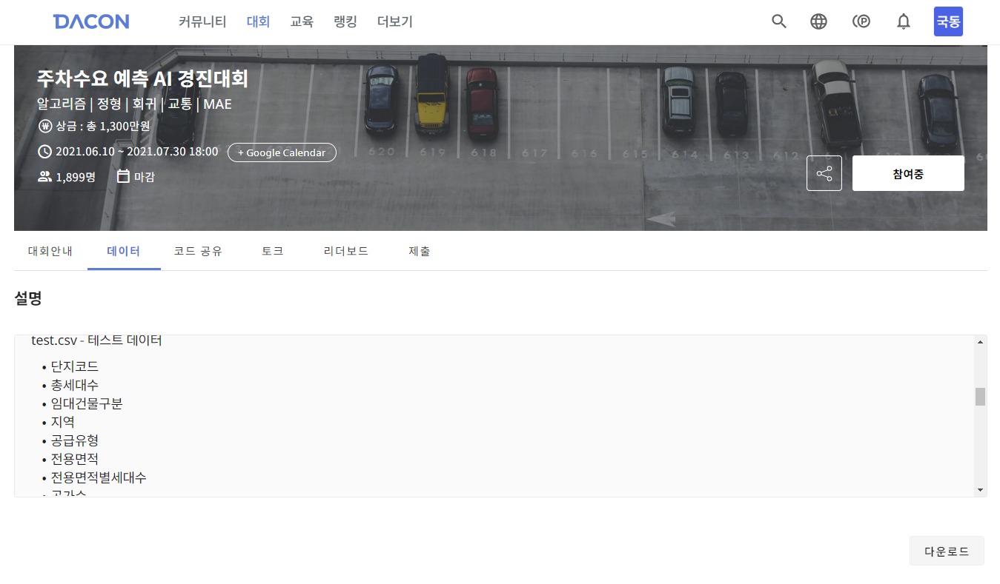 DACON 커뮤니티 대회 교육 랭킹 더보기 P 국동
주차수요 예측 AI 경진대회
알고리즘 | 정형 | 회귀 | 교통 | MAE
₩ 상금 : 총 1,300만원
2021.06.10 ~ 2021.07.30 18:00 + Google Calendar
620 619 618 617 616 615 614 613 612
1,899명 마감
참여중
대회안내 데이터 코드 공유 토크 리더보드 제출
설명
test.csv - 테스트 데이터
• 단지코드
• 총세대수
• 임대건물구분
• 지역
• 공급유형
• 전용면적
• 전용면적별세대수
• 공가수
다운로드